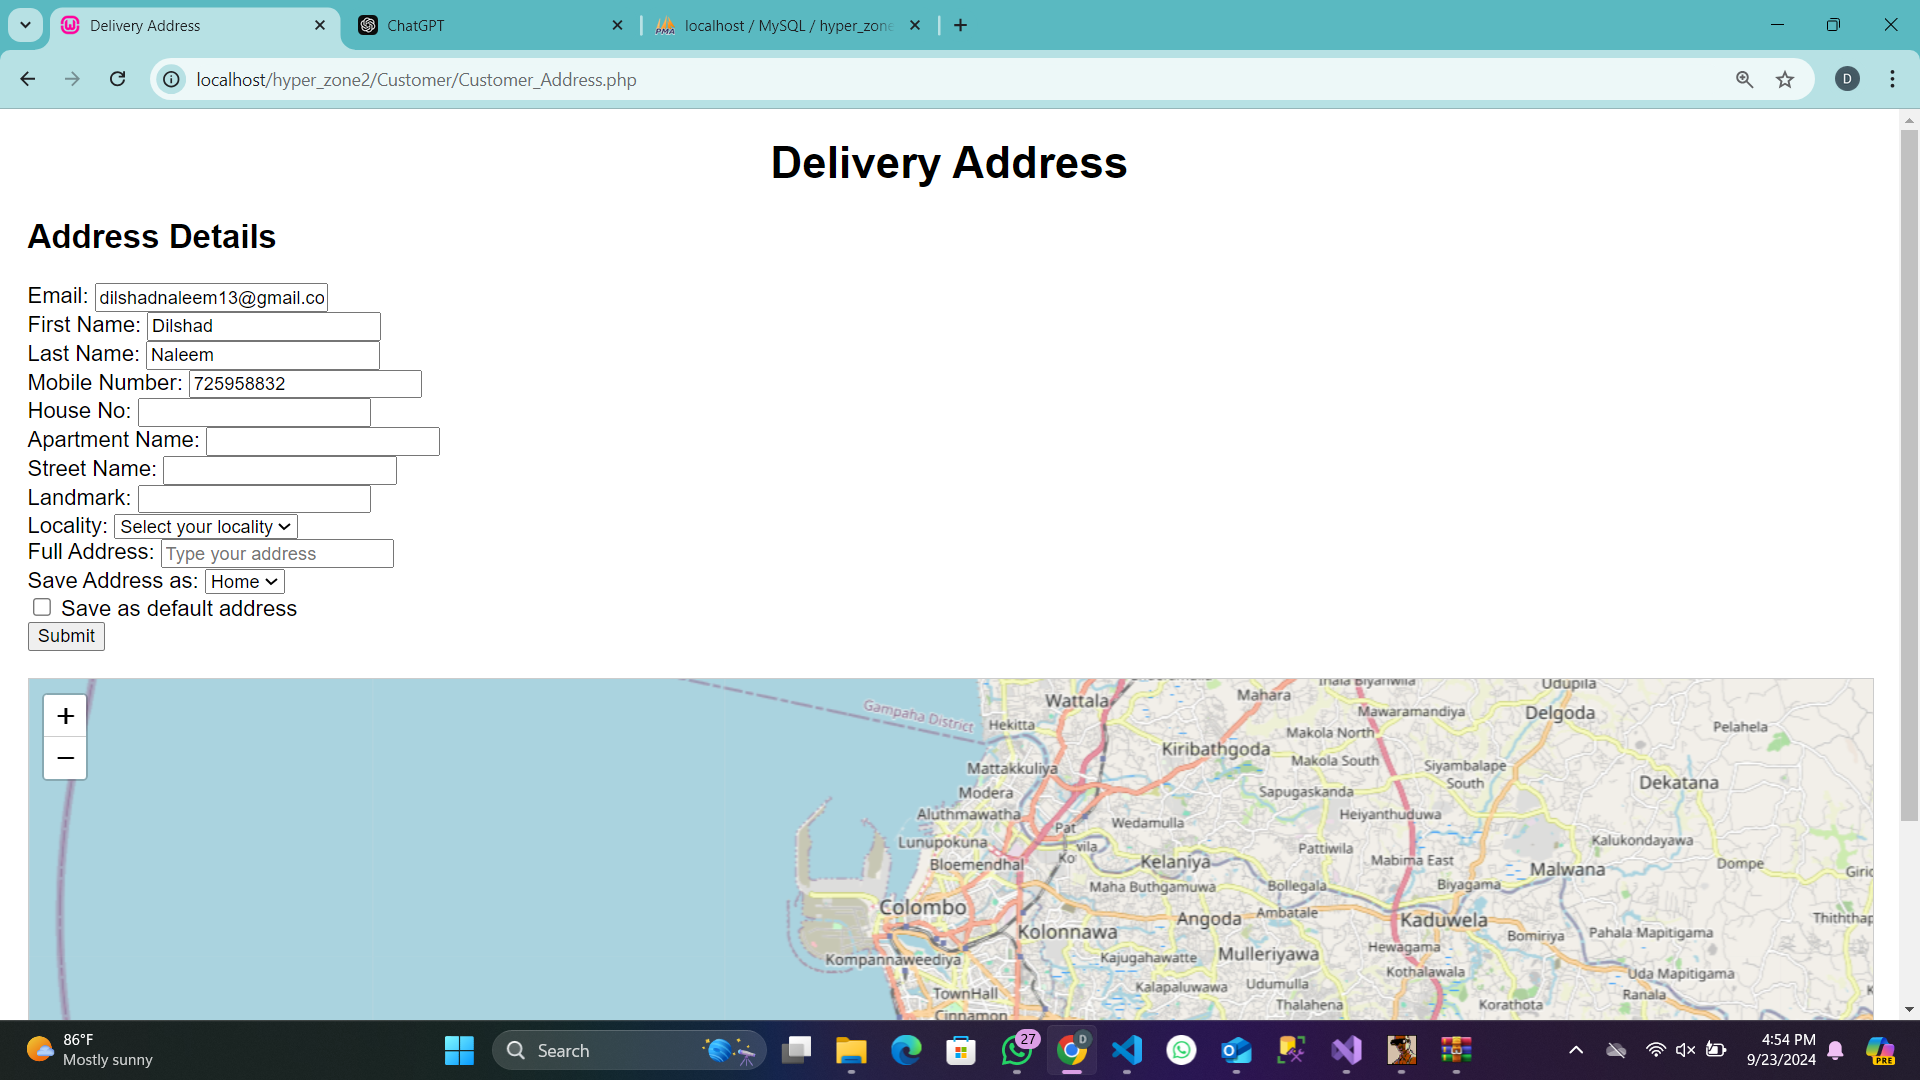 Delivery Address
ChatGPT
localhost / MySQL / hyper_zone
localhost/hyper_zone2/Customer/Customer_Address.php
D
Delivery Address
Address Details
Email: dilshadnaleem13@gmail.co
First Name: Dilshad
Last Name: Naleem
Mobile Number: 725958832
House No:
Apartment Name:
Street Name:
Landmark:
Locality: Select your locality
Full Address: Type your address
Save Address as: Home
Save as default address
Submit
+
−
Gampaha District
Wattala
Hekitta
Mattakkuliya
Modera
Aluthmawatha
Lunupokuna
Bloemendhal
Colombo
Kolonnawa
Kompannaweediya
TownHall
Cinnamon
Mahara
Ihala Biyanwila
Mawaramandiya
Udupila
Delgoda
Pelahela
Makola North
Kiribathgoda
Makola South
Siyambalape
South
Dekatana
Sapugaskanda
Heiyanthuduwa
Wedamulla
Pattiwila
Kalukondayawa
Kelaniya
Mabima East
Malwana
Dompe
Maha Buthgamuwa
Bollegala
Biyagama
Angoda
Ambatale
Kaduwela
Bomiriya
Pahala Mapitigama
Hewagama
Kajugahawatte
Mulleriyawa
Kothalawala
Uda Mapitigama
Kalapaluwawa
Udumulla
Ranala
Thalahena
Korathota
86°F
Mostly sunny
Search
27
D
4:54 PM
9/23/2024
PRE